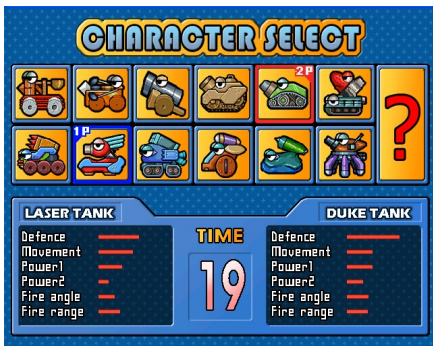 CHARACTER SELECT
2P
?
1P
LASER TANK
DUKE TANK
TIME
19
Defence
Movement
Power1
Power2
Fire angle
Fire range
Defence
Movement
Power1
Power2
Fire angle
Fire range